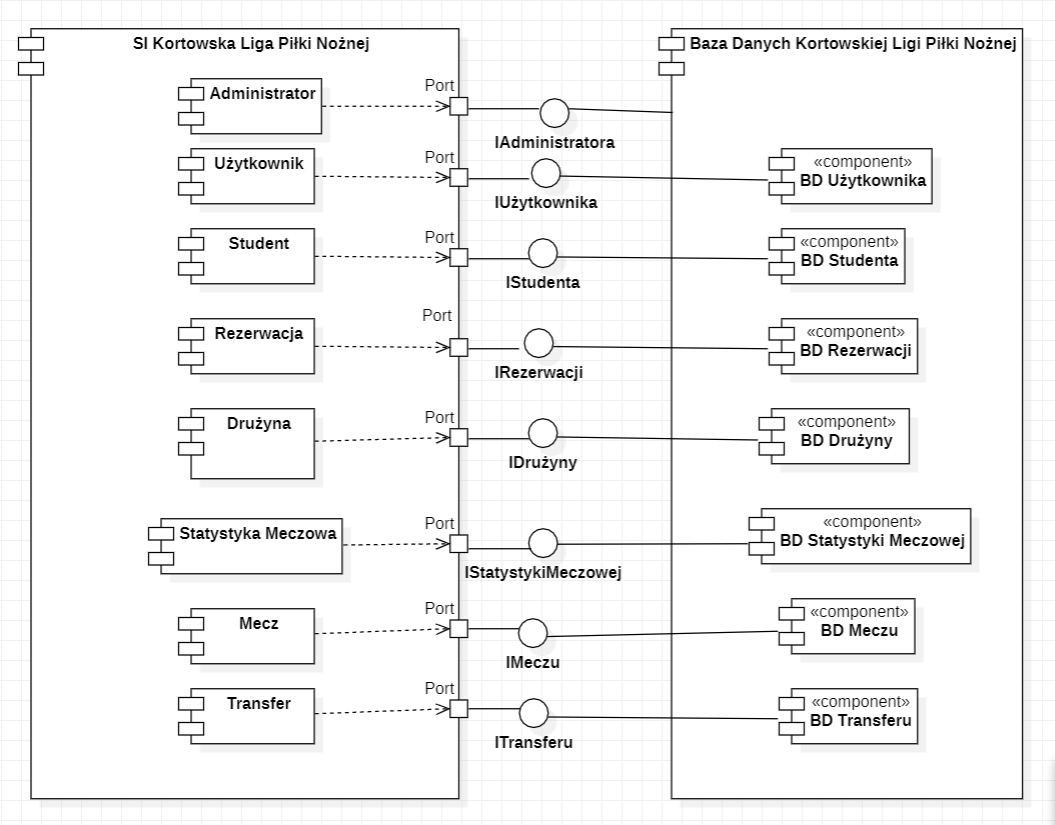 SI Kortowska Liga Piłki Nożnej
Baza Danych Kortowskiej Ligi Piłki Nożnej
Administrator
Port
IAdministratora
Użytkownik
Port
IUżytkownika
«component»
BD Użytkownika
Student
Port
IStudenta
«component»
BD Studenta
Rezerwacja
Port
IRezerwacji
«component»
BD Rezerwacji
Drużyna
Port
IDrużyny
«component»
BD Drużyny
Statystyka Meczowa
Port
IStatystykiMeczowej
«component»
BD Statystyki Meczowej
Mecz
Port
IMeczu
«component»
BD Meczu
Transfer
Port
ITransferu
«component»
BD Transferu